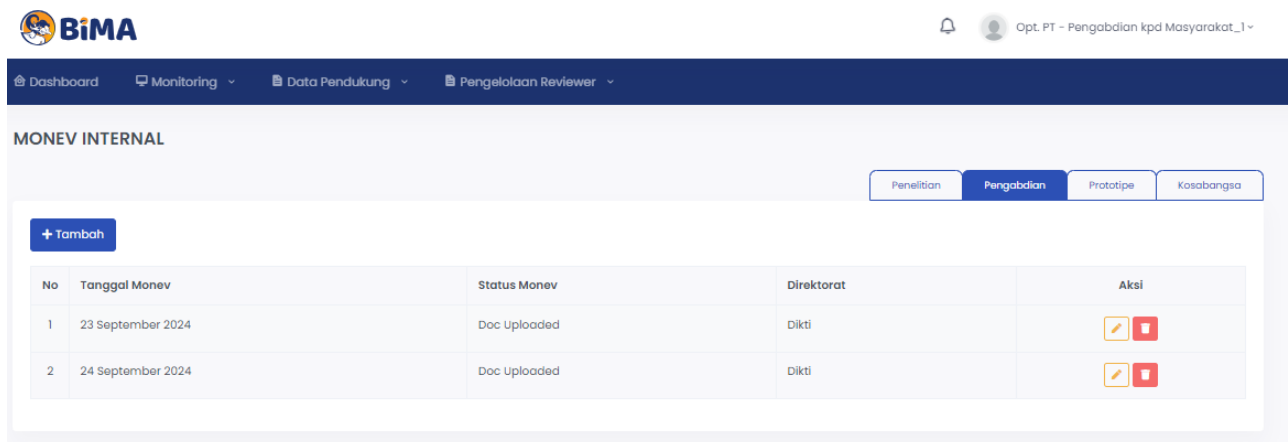 BiMA
Opt. PT - Pengabdian kpd Masyarakat_1
Dashboard Monitoring Data Pendukung Pengelolaan Reviewer
MONEV INTERNAL
Penelitian Pengabdian Prototipe Kosabangsa
+ Tambah
No Tanggal Monev Status Monev Direktorat Aksi
1 23 September 2024 Doc Uploaded Dikti
2 24 September 2024 Doc Uploaded Dikti